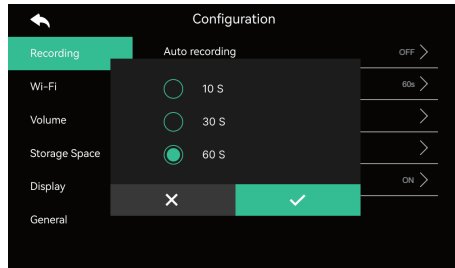 Configuration
Recording
Auto recording
OFF
Wi-Fi
60s
Volume
Storage Space
Display
ON
General
10 S
30 S
60 S